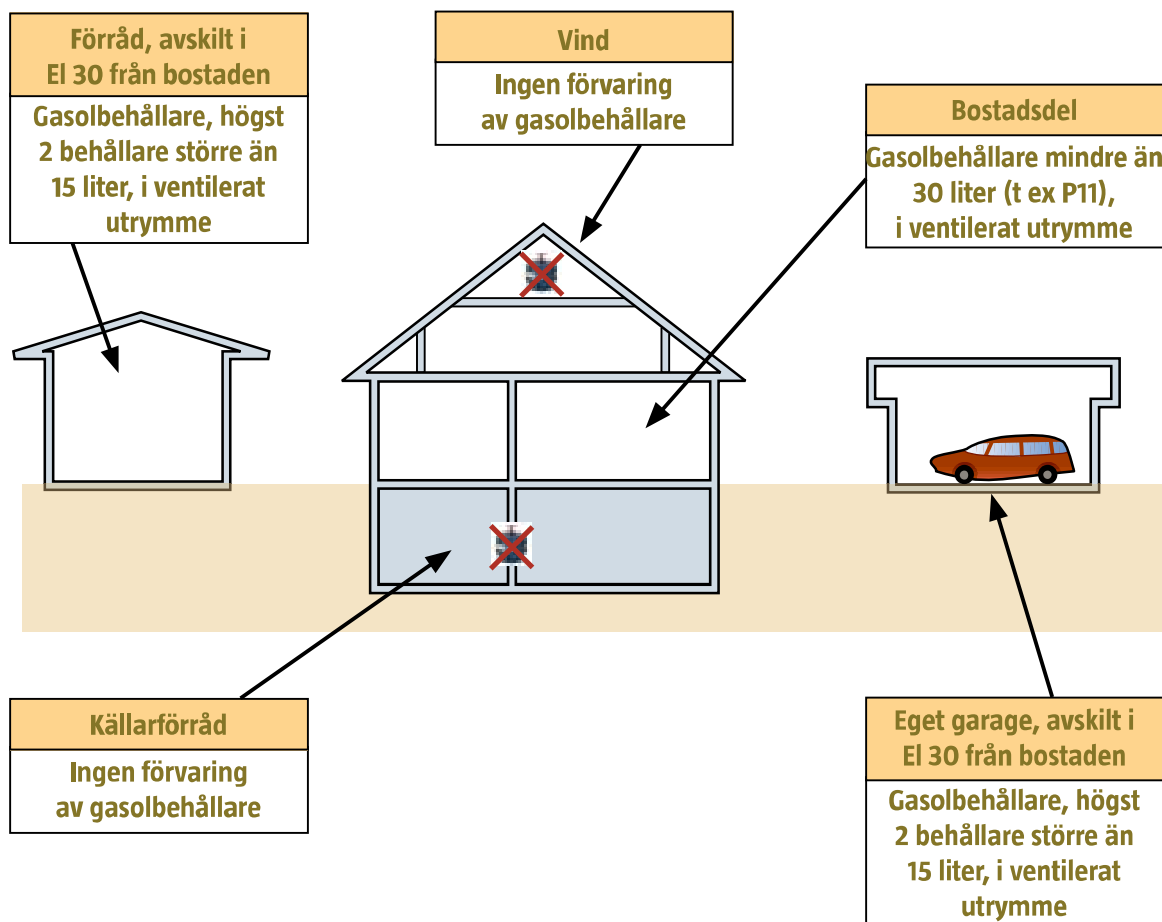 Förråd, avskilt i
El 30 från bostaden
Gasolbehållare, högst
2 behållare större än
15 liter, i ventilerat
utrymme
Vind
Ingen förvaring
av gasolbehållare
Bostadsdel
Gasolbehållare mindre än
30 liter (t ex P11),
i ventilerat utrymme
Källarförråd
Ingen förvaring
av gasolbehållare
Eget garage, avskilt i
El 30 från bostaden
Gasolbehållare, högst
2 behållare större än
15 liter, i ventilerat
utrymme